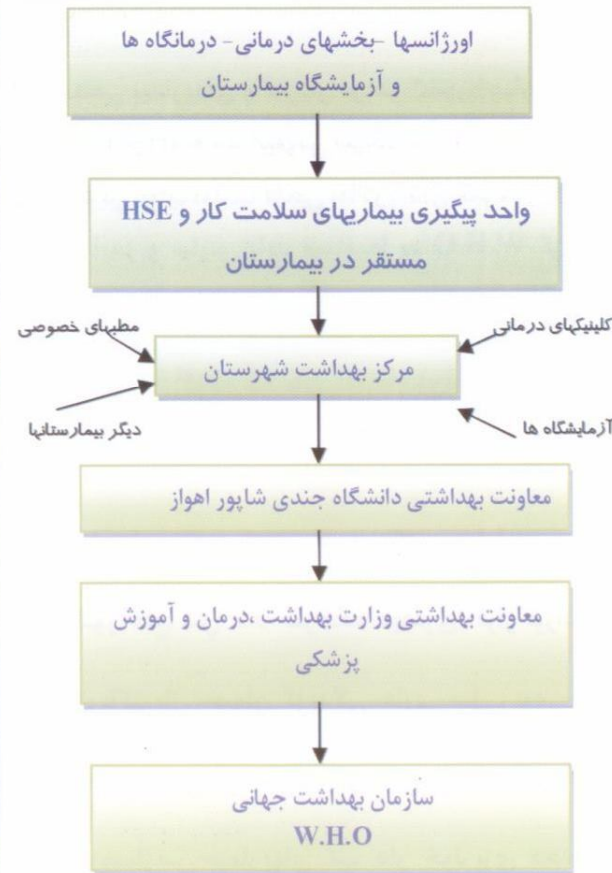 اورژانسها -بخشهای درمانی- درمانگاه ها
و آزمایشگاه بیمارستان
واحد پیگیری بیماریهای سلامت کار و HSE
مستقر در بیمارستان
کلینیکهای درمانی
مطبهای خصوصی
مرکز بهداشت شهرستان
آزمایشگاه ها
دیگر بیمارستانها
معاونت بهداشتی دانشگاه جندی شاپور اهواز
معاونت بهداشتی وزارت بهداشت ،درمان و آموزش
پزشکی
سازمان بهداشت جهانی
W.H.O